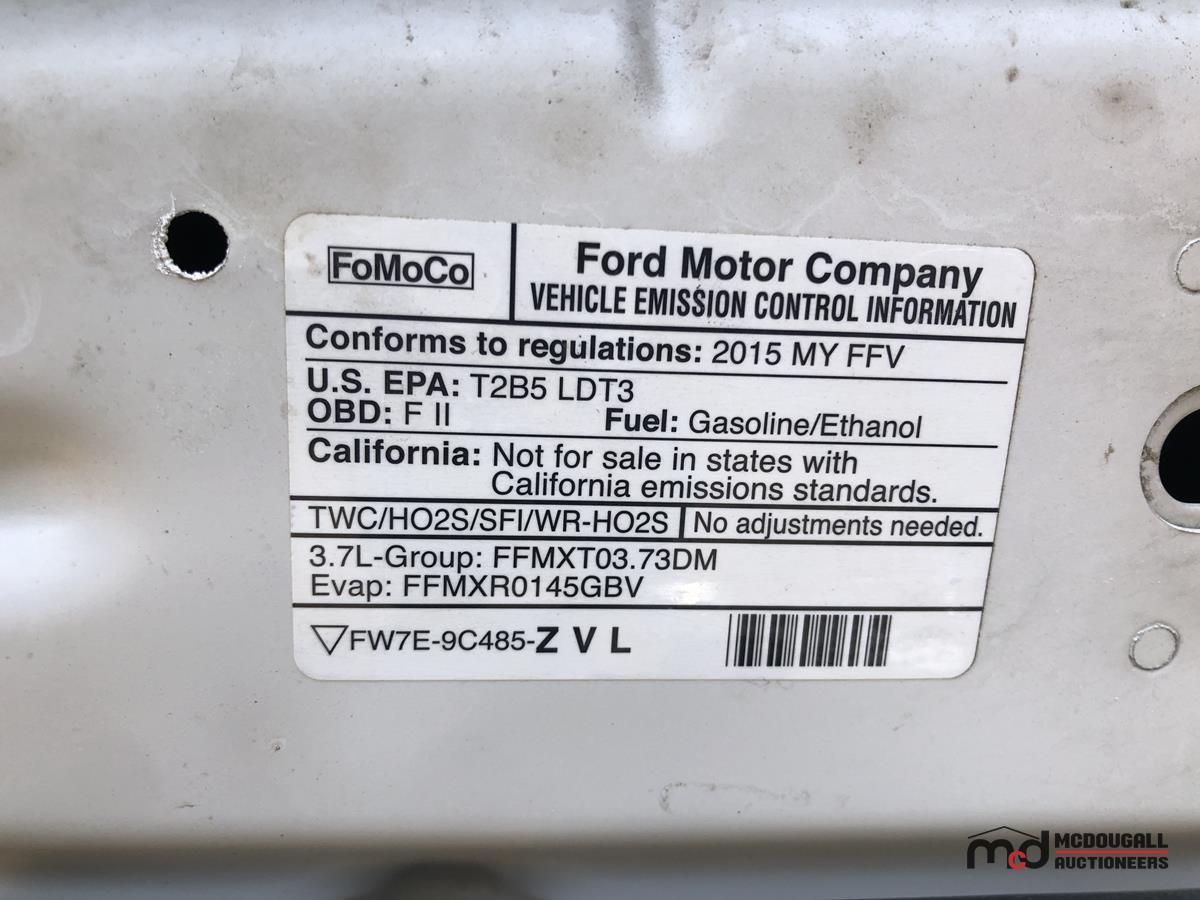 FoMoCo
Ford Motor Company
VEHICLE EMISSION CONTROL INFORMATION
Conforms to regulations: 2015 MY FFV
U.S. EPA: T2B5 LDT3
OBD: F II Fuel: Gasoline/Ethanol
California: Not for sale in states with
California emissions standards.
TWC/HO2S/SFI/WR-HO2S No adjustments needed.
3.7L-Group: FFMXT03.73DM
Evap: FFMXR0145GBV
▽FW7E-9C485-Z V L
mcd MCDOUGALL
AUCTIONEERS